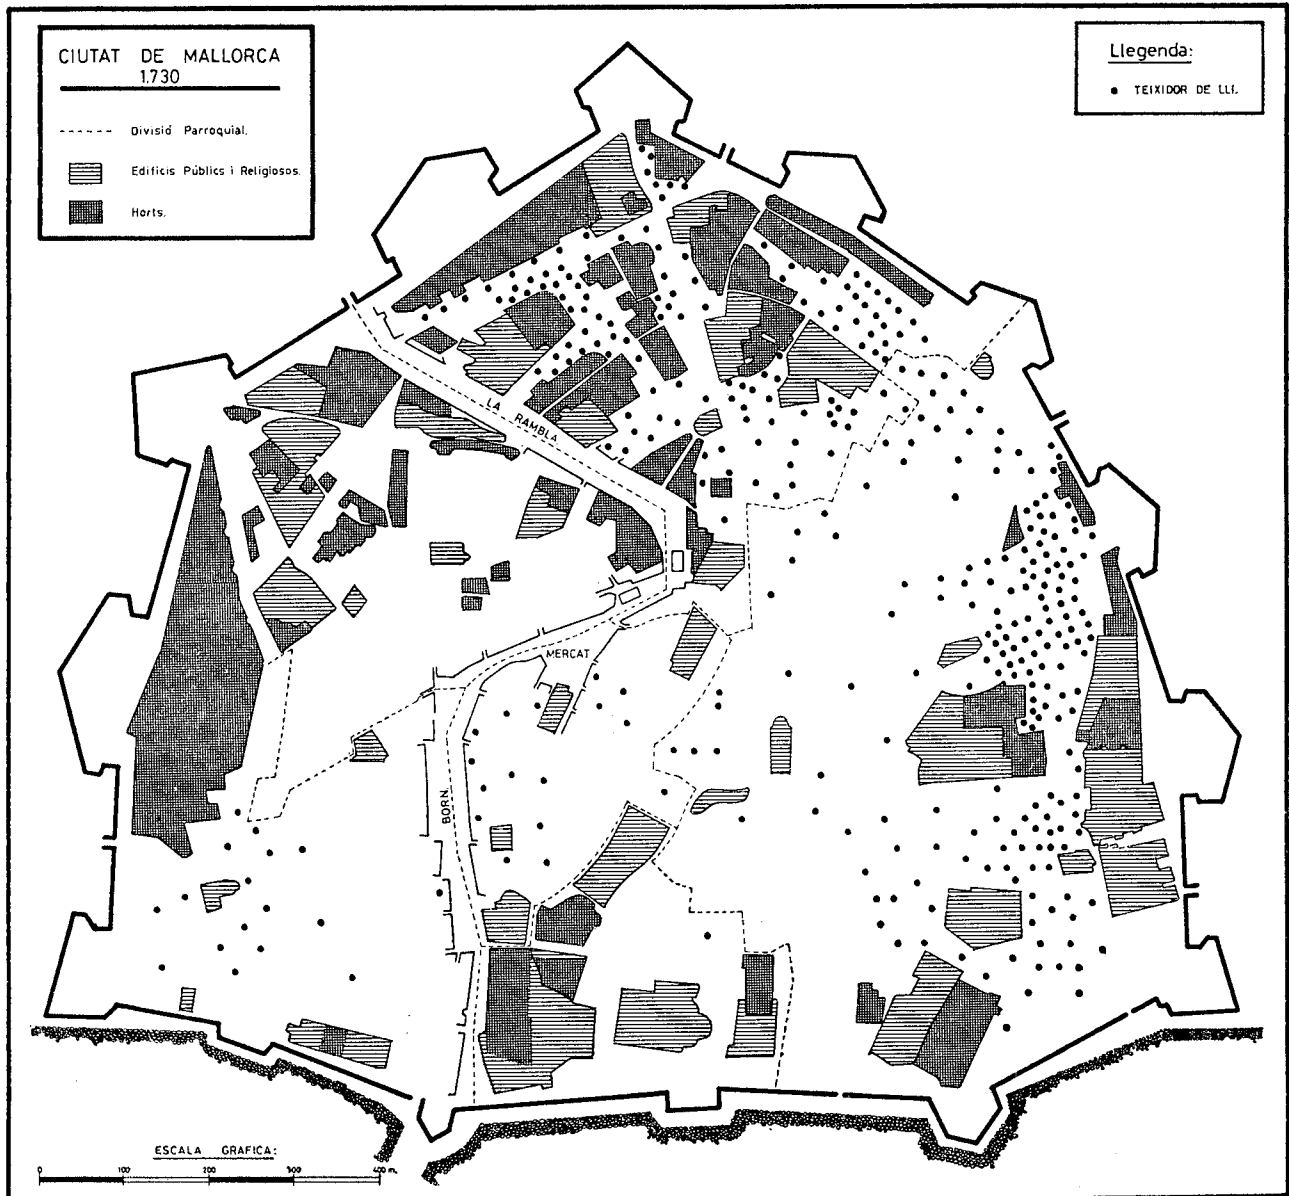 CIUTAT DE MALLORCA
1.730
Divisió Parroquial.
Edificis Públics i Religiosos.
Horts.
Llegenda:
TEIXIDOR DE LLI.
LA RAMBLA
MERCAT
BORN.
ESCALA GRAFICA:
0 100 200 300 400 m.